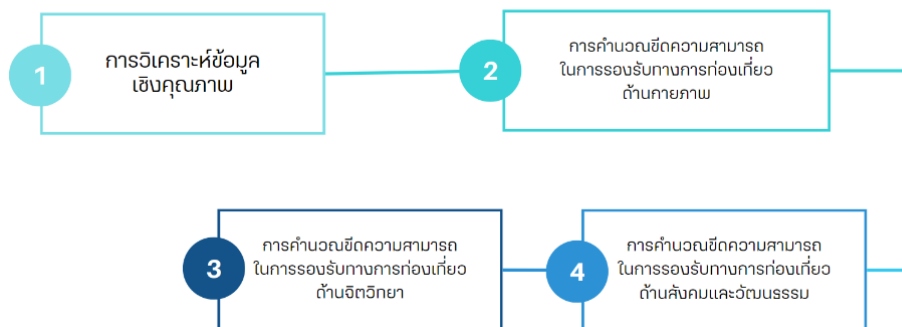 1
การวิเคราะห์ข้อมูล
เชิงคุณภาพ
2
การคำนวณขีดความสามารถ
ในการรองรับทางการท่องเที่ยว
ด้านกายภาพ
3
การคำนวณขีดความสามารถ
ในการรองรับทางการท่องเที่ยว
ด้านจิตวิทยา
4
การคำนวณขีดความสามารถ
ในการรองรับทางการท่องเที่ยว
ด้านสังคมและวัฒนธรรม